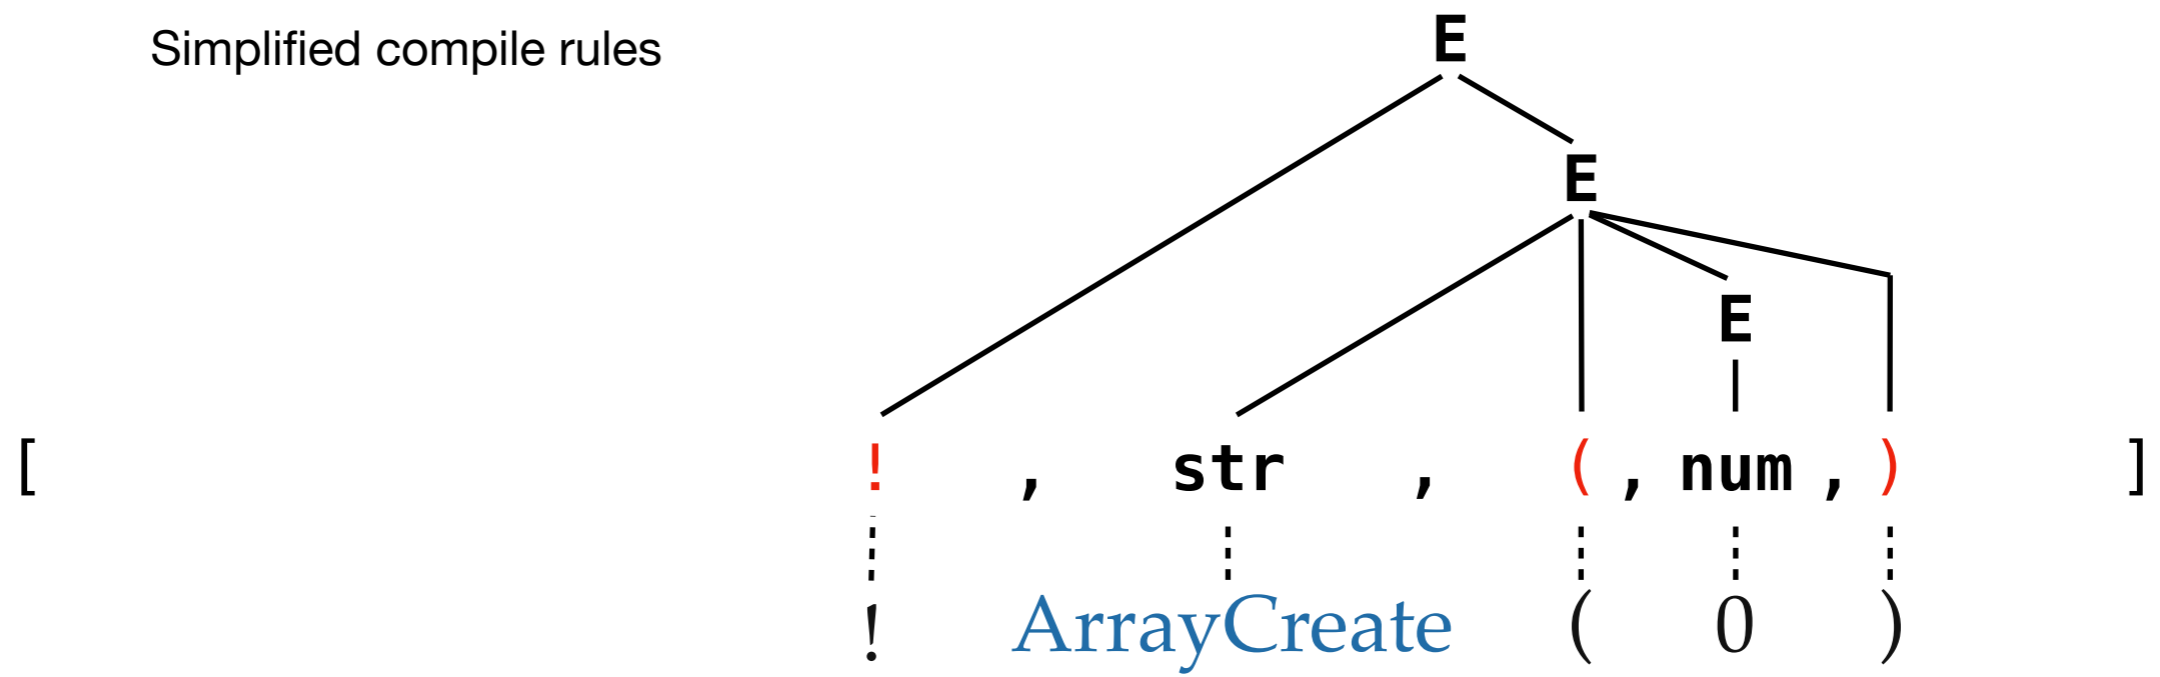 Simplified compile rules
E
E
E
[ ! , str , ( , num , ) ]
! ArrayCreate ( 0 )